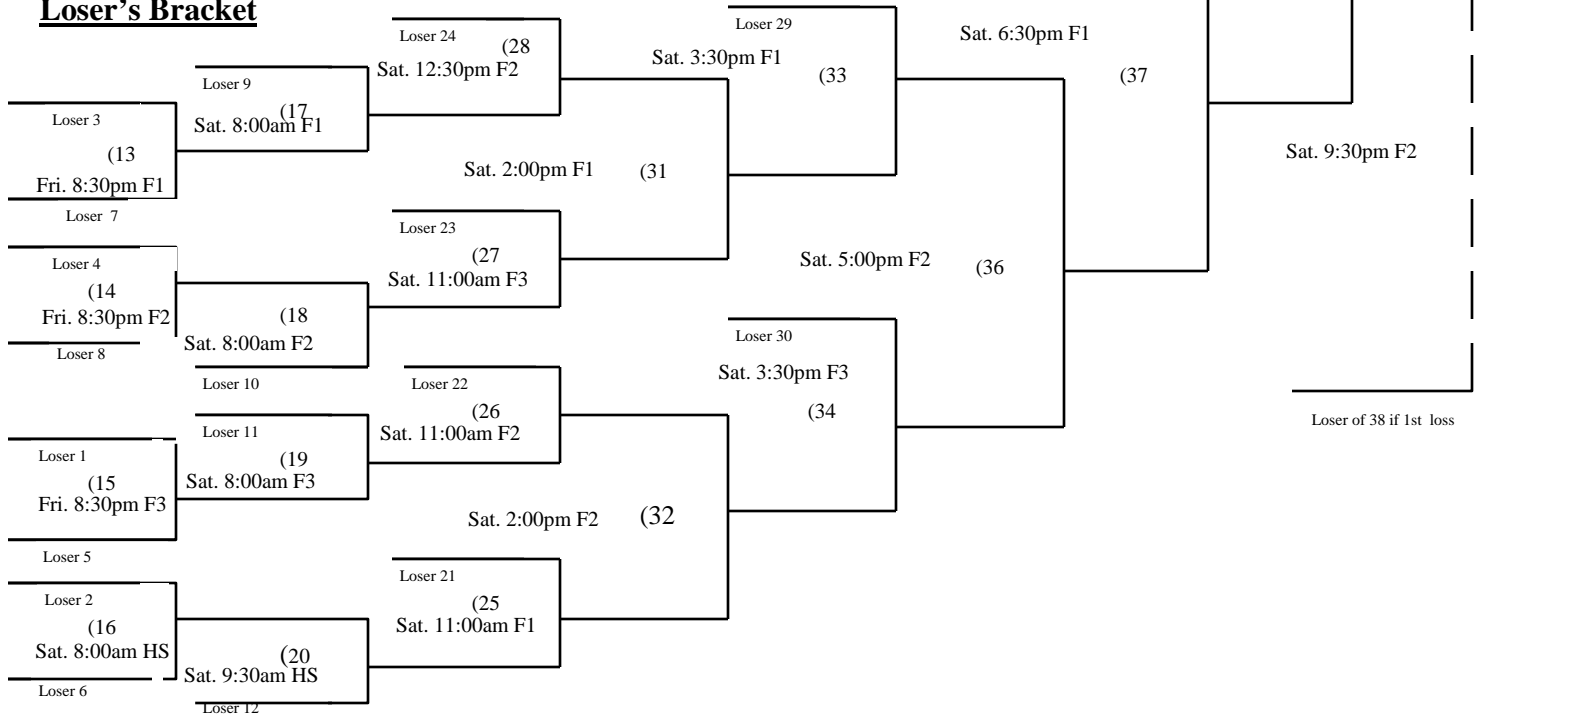 Loser's Bracket
Loser 24
(28
Sat. 12:30pm F2
Loser 29
Sat. 3:30pm F1
(33
Sat. 6:30pm F1
(37
Loser 9
(17
Sat. 8:00am F1
Loser 3
(13
Fri. 8:30pm F1
Loser 7
Sat. 2:00pm F1
(31
Sat. 9:30pm F2
Loser 23
(27
Sat. 11:00am F3
Loser 4
(14
Fri. 8:30pm F2
Loser 8
(18
Sat. 8:00am F2
Loser 10
Sat. 5:00pm F2
(36
Loser 30
Sat. 3:30pm F3
(34
Loser 22
(26
Sat. 11:00am F2
Loser 11
(19
Sat. 8:00am F3
Loser 1
(15
Fri. 8:30pm F3
Loser 5
Loser of 38 if 1st loss
Sat. 2:00pm F2
(32
Loser 21
(25
Sat. 11:00am F1
Loser 2
(16
Sat. 8:00am HS
Loser 6
(20
Sat. 9:30am HS
Loser 12